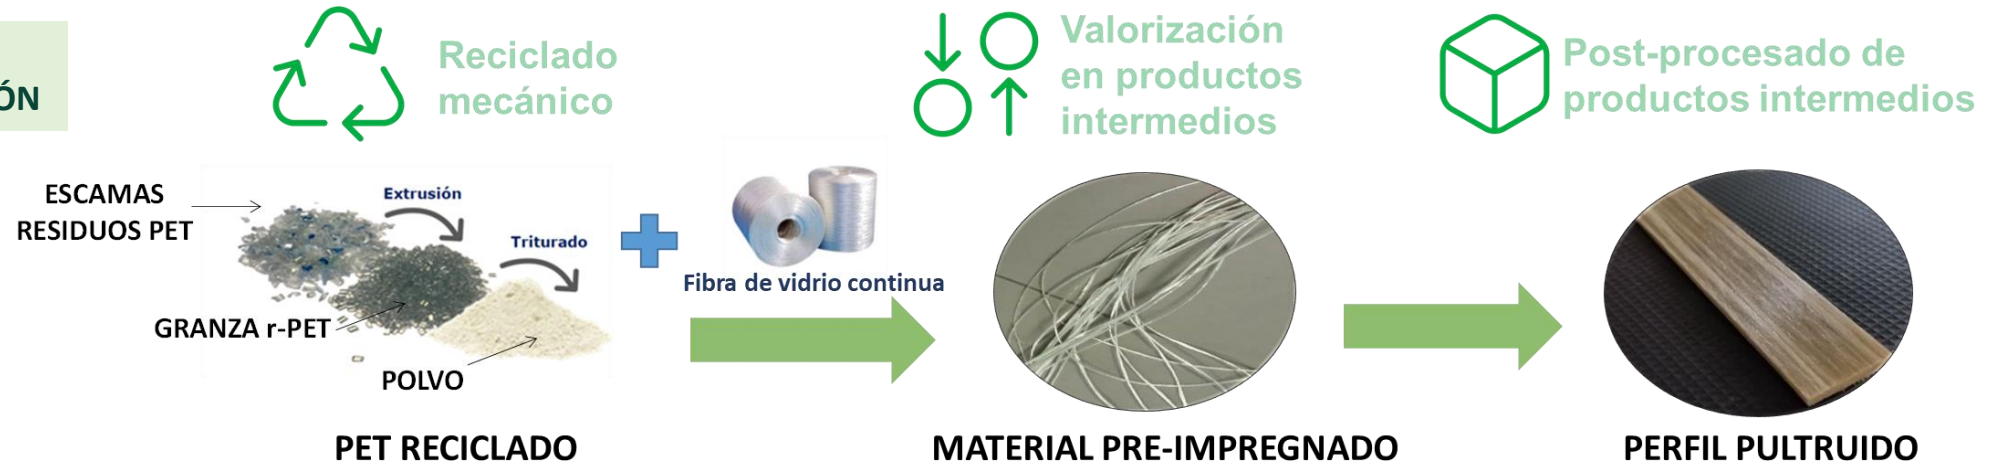 ÓN
Reciclado
mecánico
Valorización
en productos
intermedios
Post-procesado de
productos intermedios
ESCAMAS
RESIDUOS PET
Extrusión
Triturado
GRANZA r-PET
POLVO
Fibra de vidrio continua
PET RECICLADO
MATERIAL PRE-IMPREGNADO
PERFIL PULTRUIDO